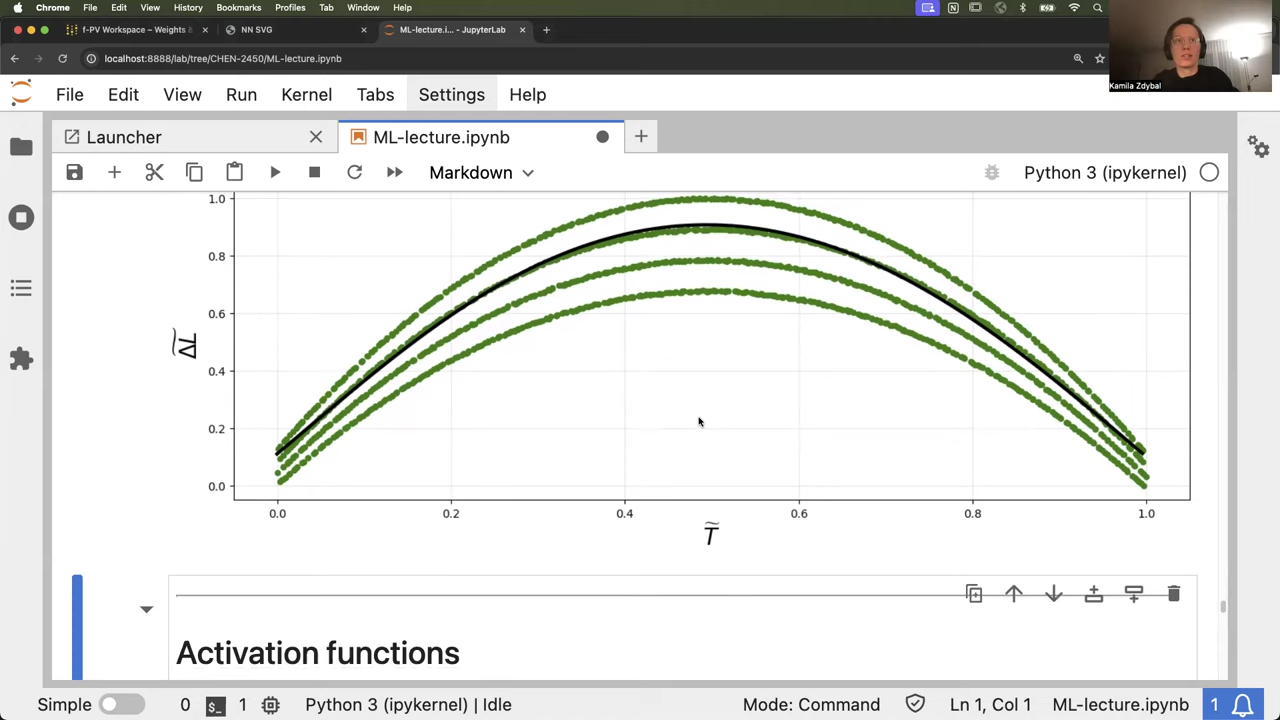 Chrome File Edit View History Bookmarks Profiles Tab Window Help
f-PV Workspace – Weights & NN SVG ML-lecture.i... - JupyterLab
localhost:8888/lab/tree/CHEN-2450/ML-lecture.ipynb
Kamila Zdybal
File Edit View Run Kernel Tabs Settings Help
Launcher ML-lecture.ipynb
Markdown Python 3 (ipykernel)
1.0
0.8
0.6
0.4
0.2
0.0
0.0 0.2 0.4 0.6 0.8 1.0
T̃
Activation functions
Simple 0 $_ 1 Python 3 (ipykernel) | Idle Mode: Command Ln 1, Col 1 ML-lecture.ipynb 1